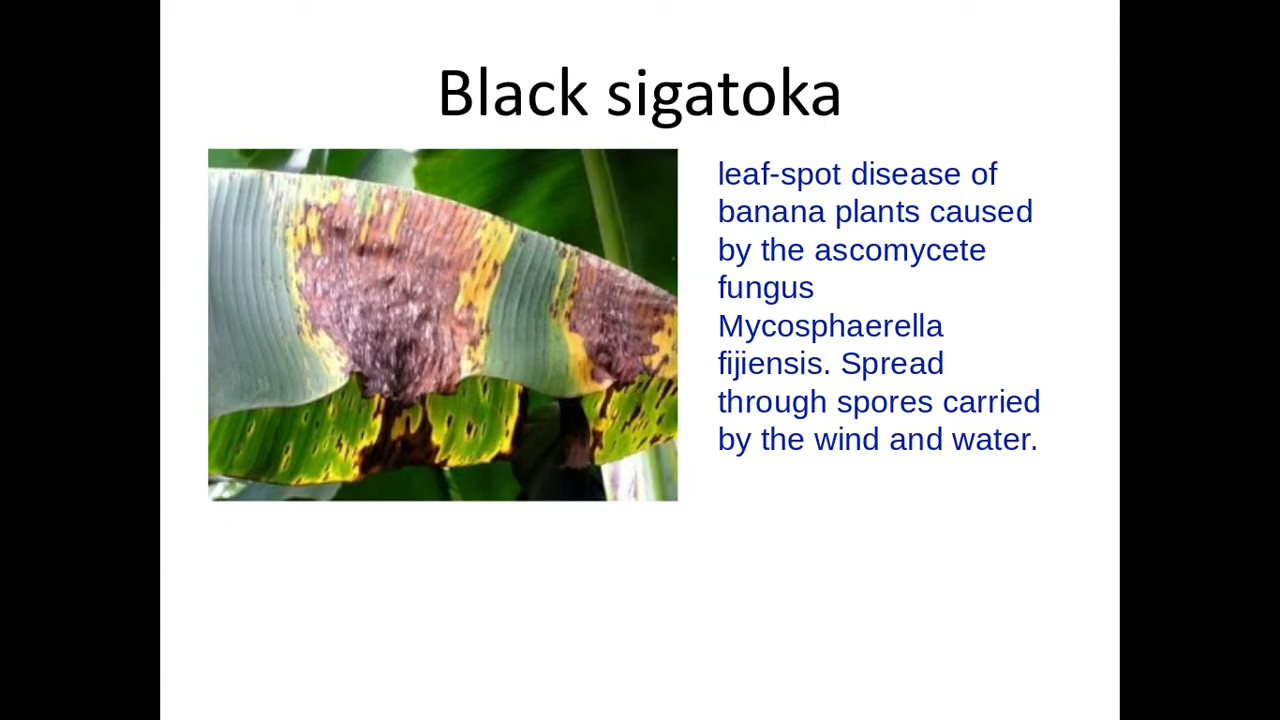 Black sigatoka
leaf-spot disease of
banana plants caused
by the ascomycete
fungus
Mycosphaerella
fijiensis. Spread
through spores carried
by the wind and water.